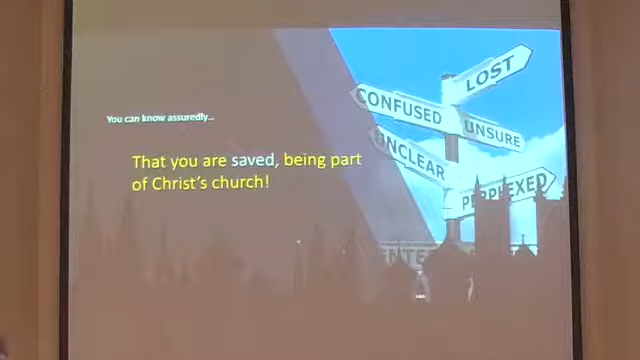 You can know assuredly...
That you are saved, being part
of Christ's church!
LOST
CONFUSED
UNSURE
UNCLEAR
PERPLEXED